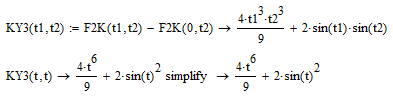 KY3(t1,t2) := F2K(t1,t2) − F2K(0,t2) → 4·t1³·t2³/9 + 2·sin(t1)·sin(t2)
KY3(t,t) → 4·t⁶/9 + 2·sin(t)² simplify → 4·t⁶/9 + 2·sin(t)²